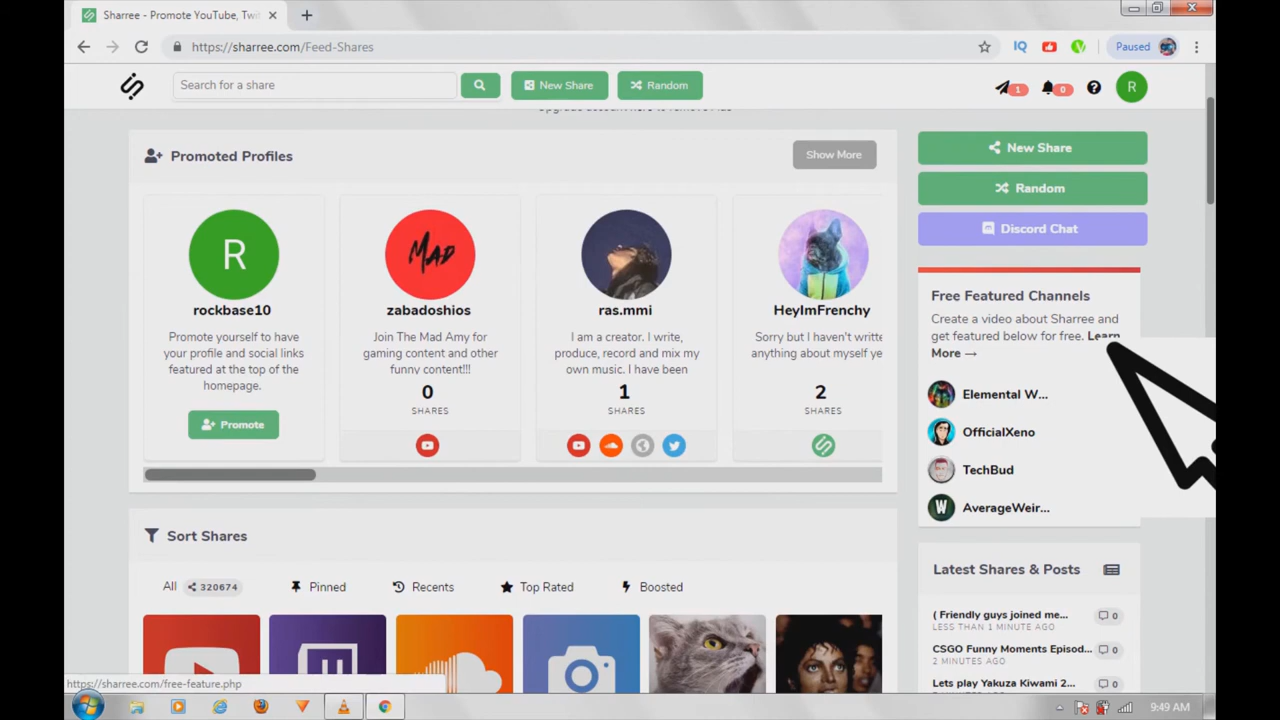 Sharree - Promote YouTube, Twi
https://sharree.com/Feed-Shares
IQ
Paused
Search for a share
New Share
Random
1
0
R
Promoted Profiles
Show More
R
rockbase10
Promote yourself to have
your profile and social links
featured at the top of the
homepage.
Promote
MAD
zabadoshios
Join The Mad Amy for
gaming content and other
funny content!!!
0
SHARES
ras.mmi
I am a creator. I write,
produce, record and mix my
own music. I have been
1
SHARES
HeyImFrenchy
Sorry but I haven't writte
anything about myself ye
2
SHARES
New Share
Random
Discord Chat
Free Featured Channels
Create a video about Sharree and
get featured below for free. Learn
More →
Elemental W...
OfficialXeno
TechBud
W
AverageWeir...
Sort Shares
All 320674
Pinned
Recents
Top Rated
Boosted
Latest Shares & Posts
( Friendly guys joined me...
0
LESS THAN 1 MINUTE AGO
CSGO Funny Moments Episod...
0
2 MINUTES AGO
Lets play Yakuza Kiwami 2...
0
https://sharree.com/free-feature.php
9:49 AM